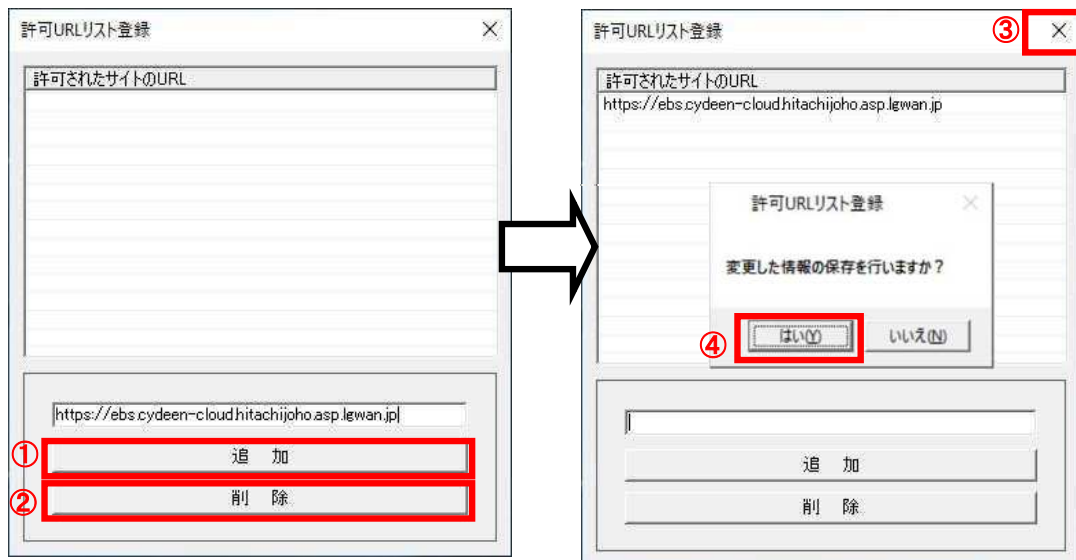 許可URLリスト登録
許可されたサイトのURL
https://ebs.cydeen-cloud.hitachijoho.asp.lgwan.jp
① 追 加
② 削 除
許可URLリスト登録
③
許可されたサイトのURL
https://ebs.cydeen-cloud.hitachijoho.asp.lgwan.jp
許可URLリスト登録
変更した情報の保存を行いますか？
④ はい(Y) いいえ(N)
追 加
削 除